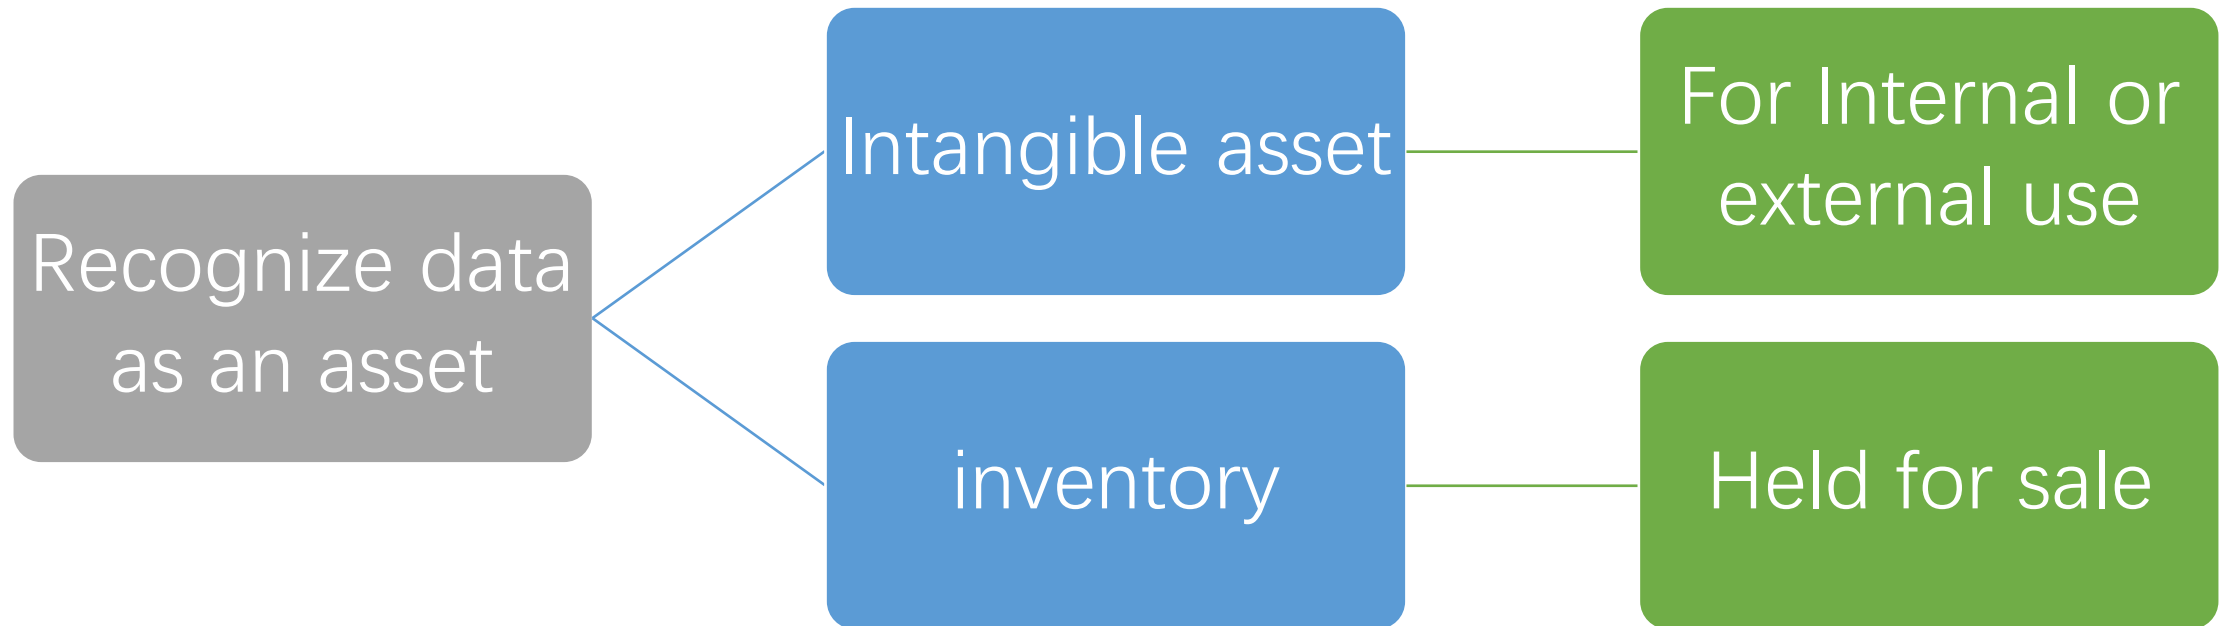 Recognize data
as an asset
Intangible asset
For Internal or
external use
inventory
Held for sale